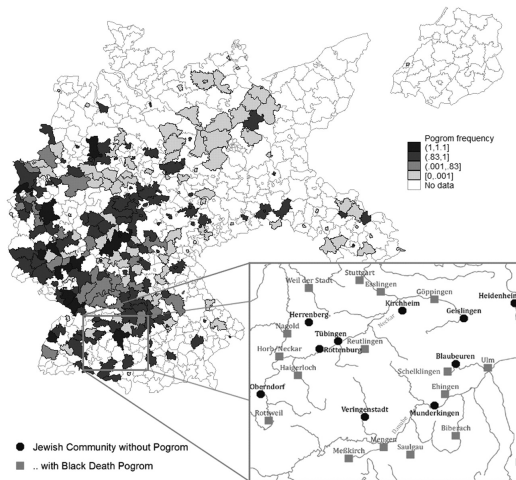 Pogrom frequency
(1,1.1]
(.83,1]
(.001,.83]
[0,.001]
No data
Stuttgart
Weil der Stadt
Esslingen
Göppingen
Heidenheim
Kirchheim
Geislingen
Herrenberg
Neckar
Nagold
Tübingen
Reutlingen
Horb/Neckar
Rottenburg
Blaubeuren
Ulm
Haigerloch
Schelklingen
Oberndorf
Ehingen
Veringenstadt
Munderkingen
Rottweil
Danube
Biberach
Mengen
Saulgau
Meßkirch
Jewish Community without Pogrom
.. with Black Death Pogrom